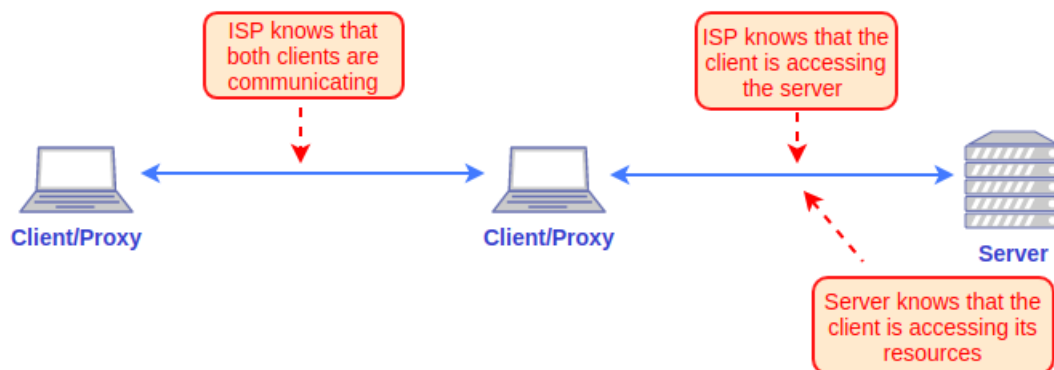 ISP knows that
both clients are
communicating
ISP knows that the
client is accessing
the server
Client/Proxy
Client/Proxy
Server
Server knows that the
client is accessing its
resources